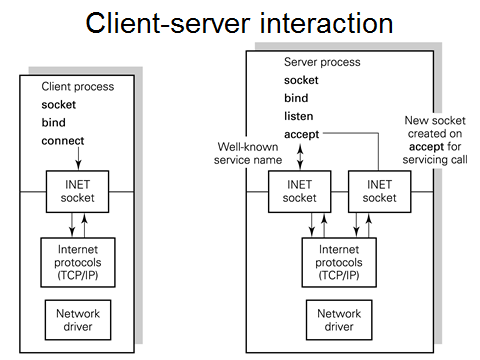 Client-server interaction
Client process
socket
bind
connect
INET
socket
Internet
protocols
(TCP/IP)
Network
driver
Server process
socket
bind
listen
accept
Well-known
service name
New socket
created on
accept for
servicing call
INET
socket
INET
socket
Internet
protocols
(TCP/IP)
Network
driver